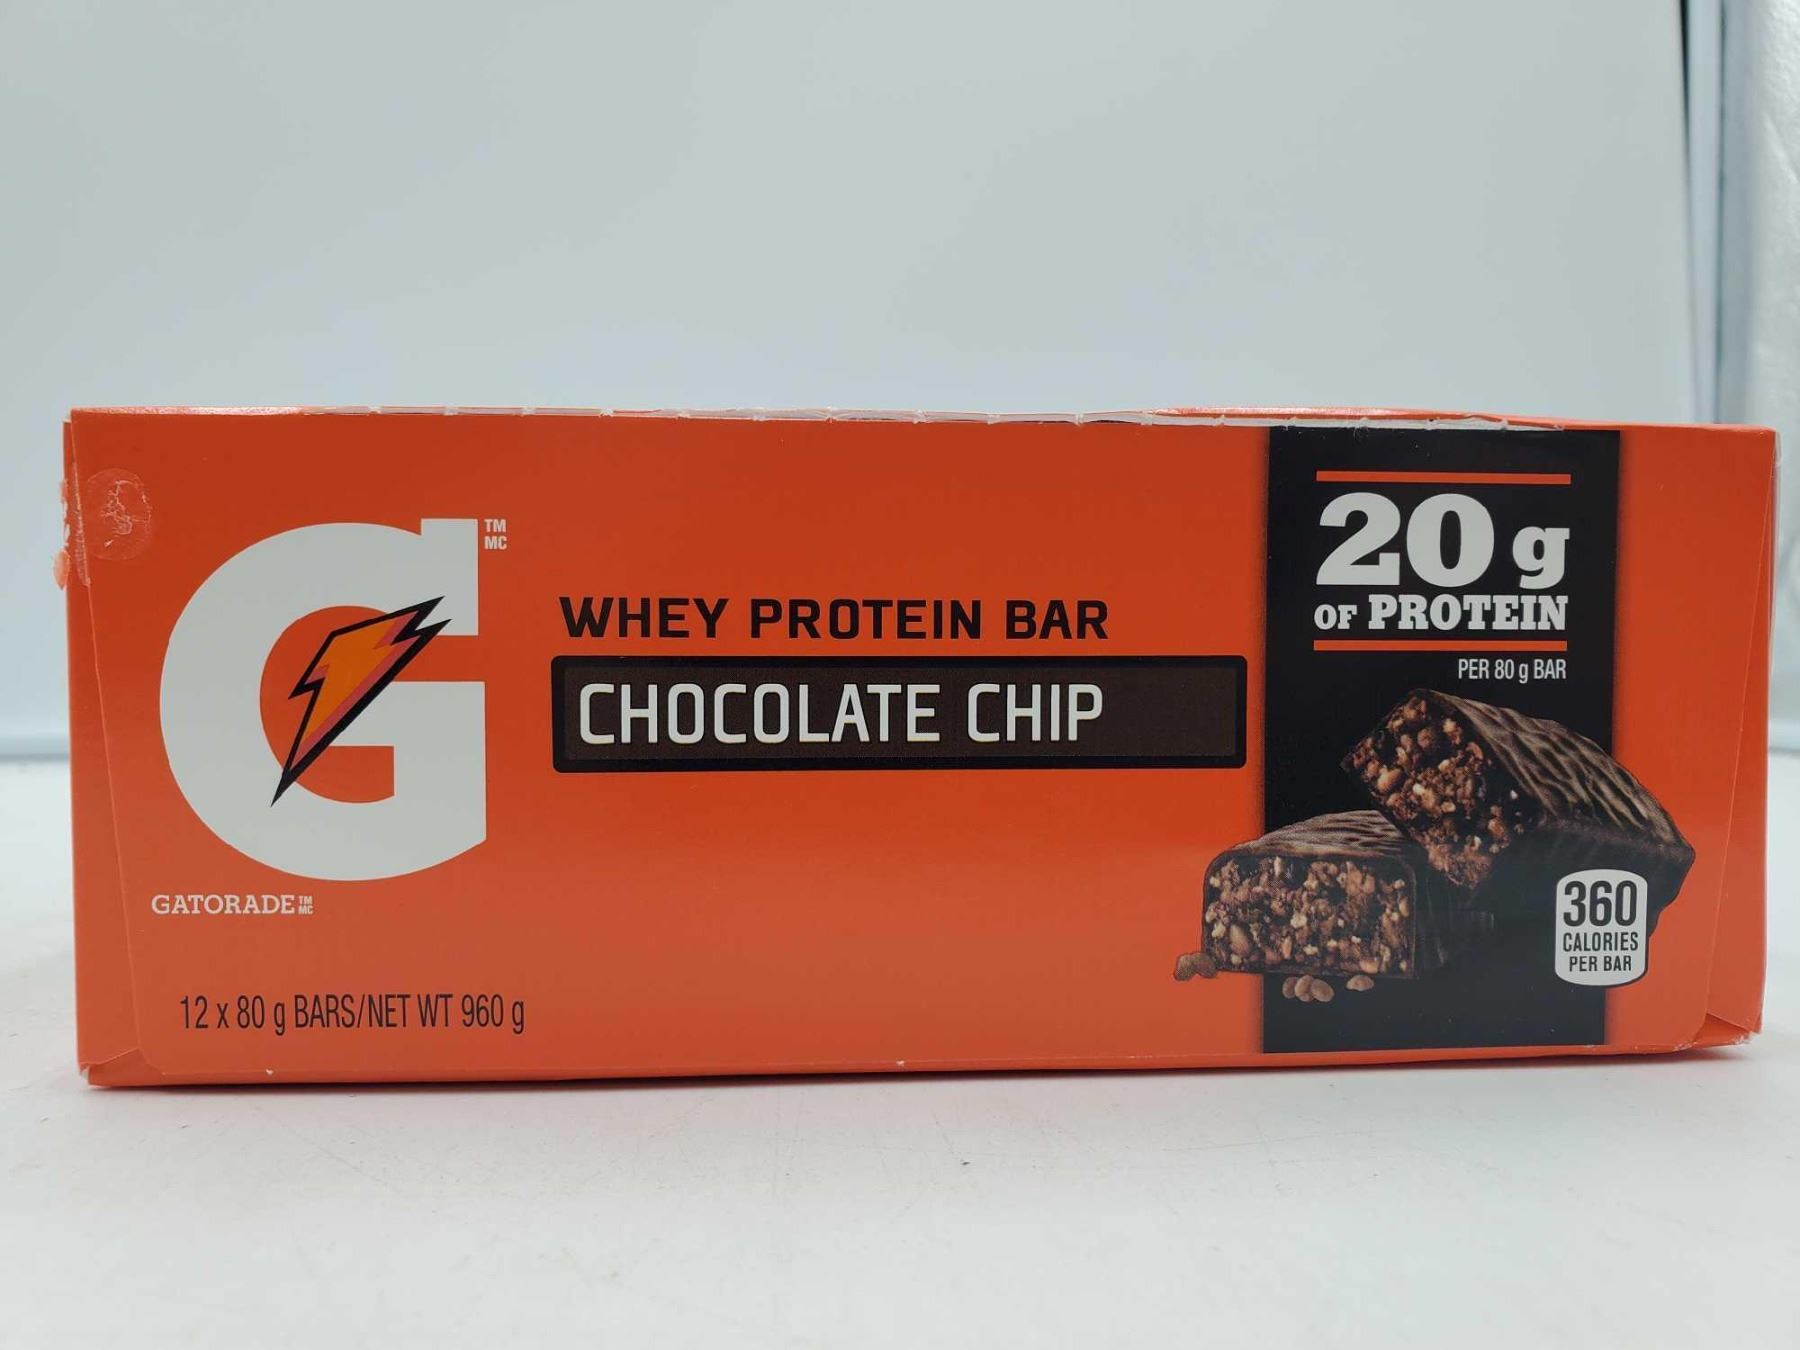 G
TM
MC
GATORADE TM MC
12 x 80 g BARS/NET WT 960 g
WHEY PROTEIN BAR
CHOCOLATE CHIP
20 g
OF PROTEIN
PER 80 g BAR
360
CALORIES
PER BAR